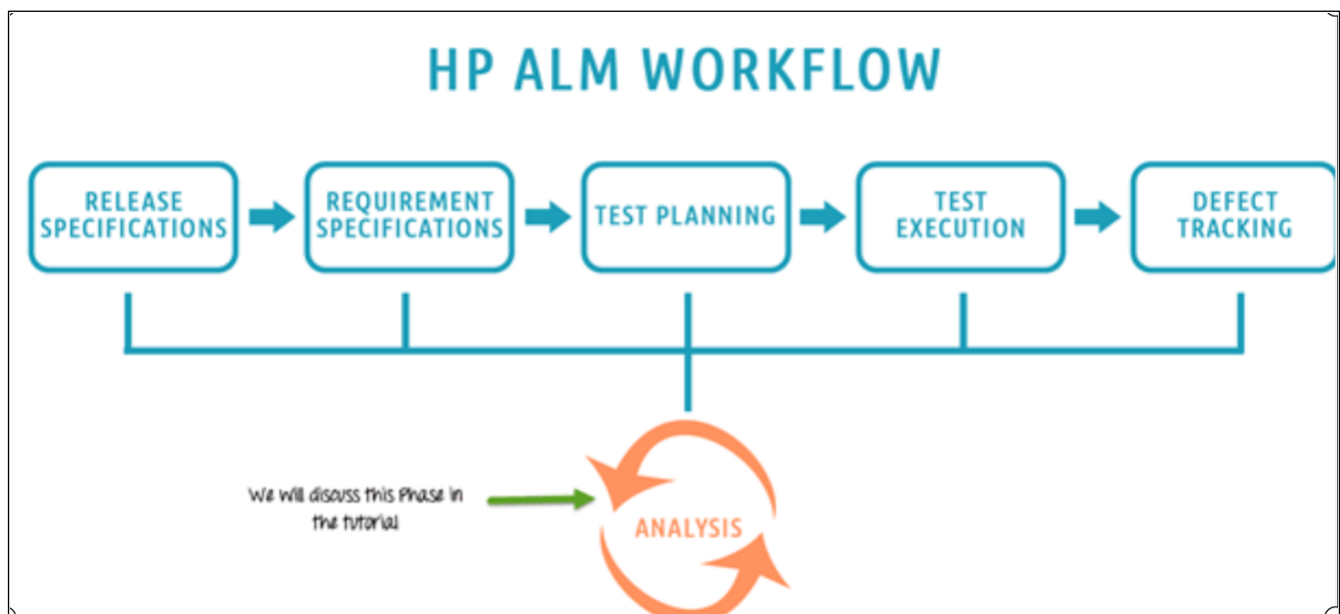 HP ALM WORKFLOW
RELEASE
SPECIFICATIONS
REQUIREMENT
SPECIFICATIONS
TEST PLANNING
TEST
EXECUTION
DEFECT
TRACKING
We will discuss this Phase in
the tutorial
ANALYSIS